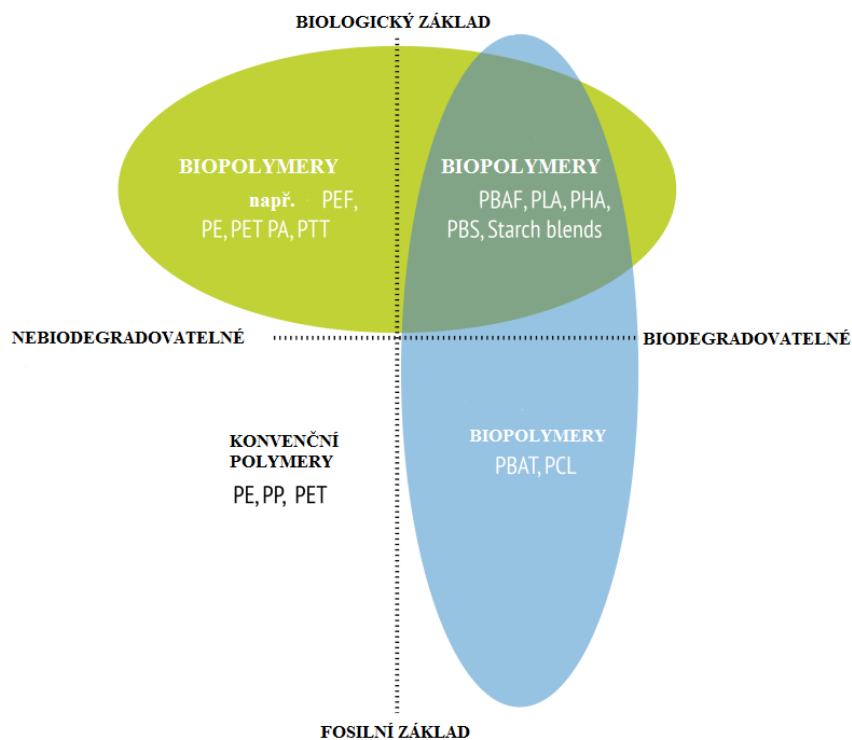 BIOLOGICKÝ ZÁKLAD
BIOPOLYMERY
např. PEF,
PE, PET PA, PTT
BIOPOLYMERY
PBAF, PLA, PHA,
PBS, Starch blends
NEBIODEGRADOVATELNÉ
BIODEGRADOVATELNÉ
KONVENČNÍ
POLYMERY
PE, PP, PET
BIOPOLYMERY
PBAT, PCL
FOSILNÍ ZÁKLAD